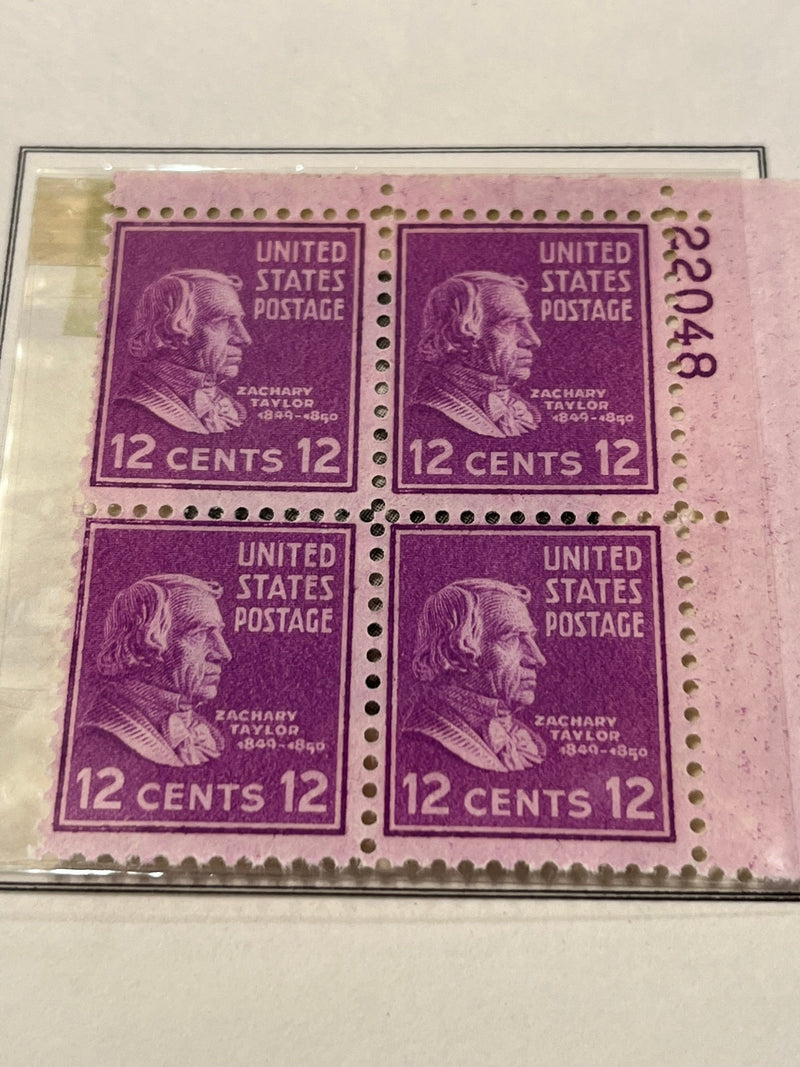 UNITED
STATES
POSTAGE
ZACHARY
TAYLOR
1849-1850
12 CENTS 12
UNITED
STATES
POSTAGE
ZACHARY
TAYLOR
1849-1850
12 CENTS 12
22048
UNITED
STATES
POSTAGE
ZACHARY
TAYLOR
1849-1850
12 CENTS 12
UNITED
STATES
POSTAGE
ZACHARY
TAYLOR
1849-1850
12 CENTS 12